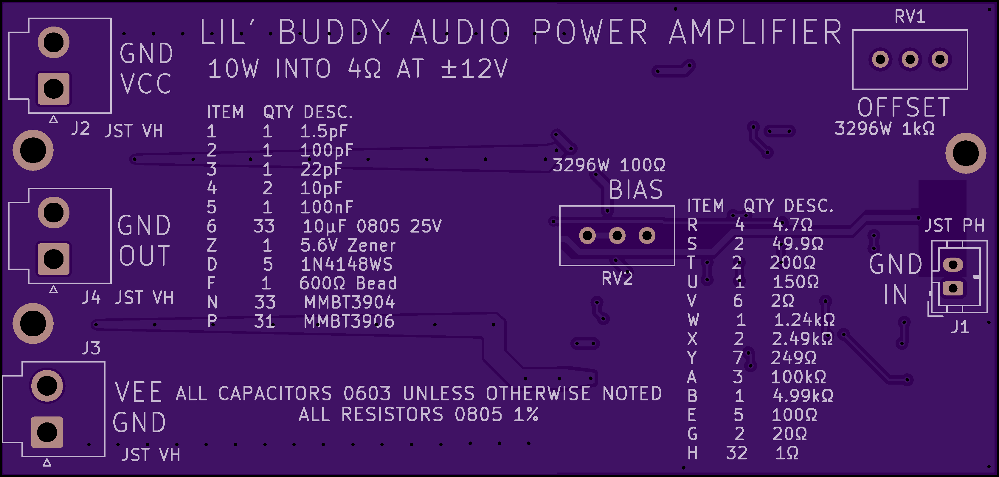 LIL' BUDDY AUDIO POWER AMPLIFIER
10W INTO 4Ω AT ±12V
RV1
OFFSET
3296W 1kΩ
GND
VCC
J2 JST VH
ITEM QTY DESC.
1 1 1.5pF
2 1 100pF
3 1 22pF
4 2 10pF
5 1 100nF
6 33 10µF 0805 25V
Z 1 5.6V Zener
D 5 1N4148WS
F 1 600Ω Bead
N 33 MMBT3904
P 31 MMBT3906
GND
OUT
J4 JST VH
3296W 100Ω
BIAS
RV2
ITEM QTY DESC.
R 4 4.7Ω
S 2 49.9Ω
T 2 200Ω
U 1 150Ω
V 6 2Ω
W 1 1.24kΩ
X 2 2.49kΩ
Y 7 249Ω
A 3 100kΩ
B 1 4.99kΩ
E 5 100Ω
G 2 20Ω
H 32 1Ω
JST PH
GND
IN
J1
J3
VEE
GND
JST VH
ALL CAPACITORS 0603 UNLESS OTHERWISE NOTED
ALL RESISTORS 0805 1%